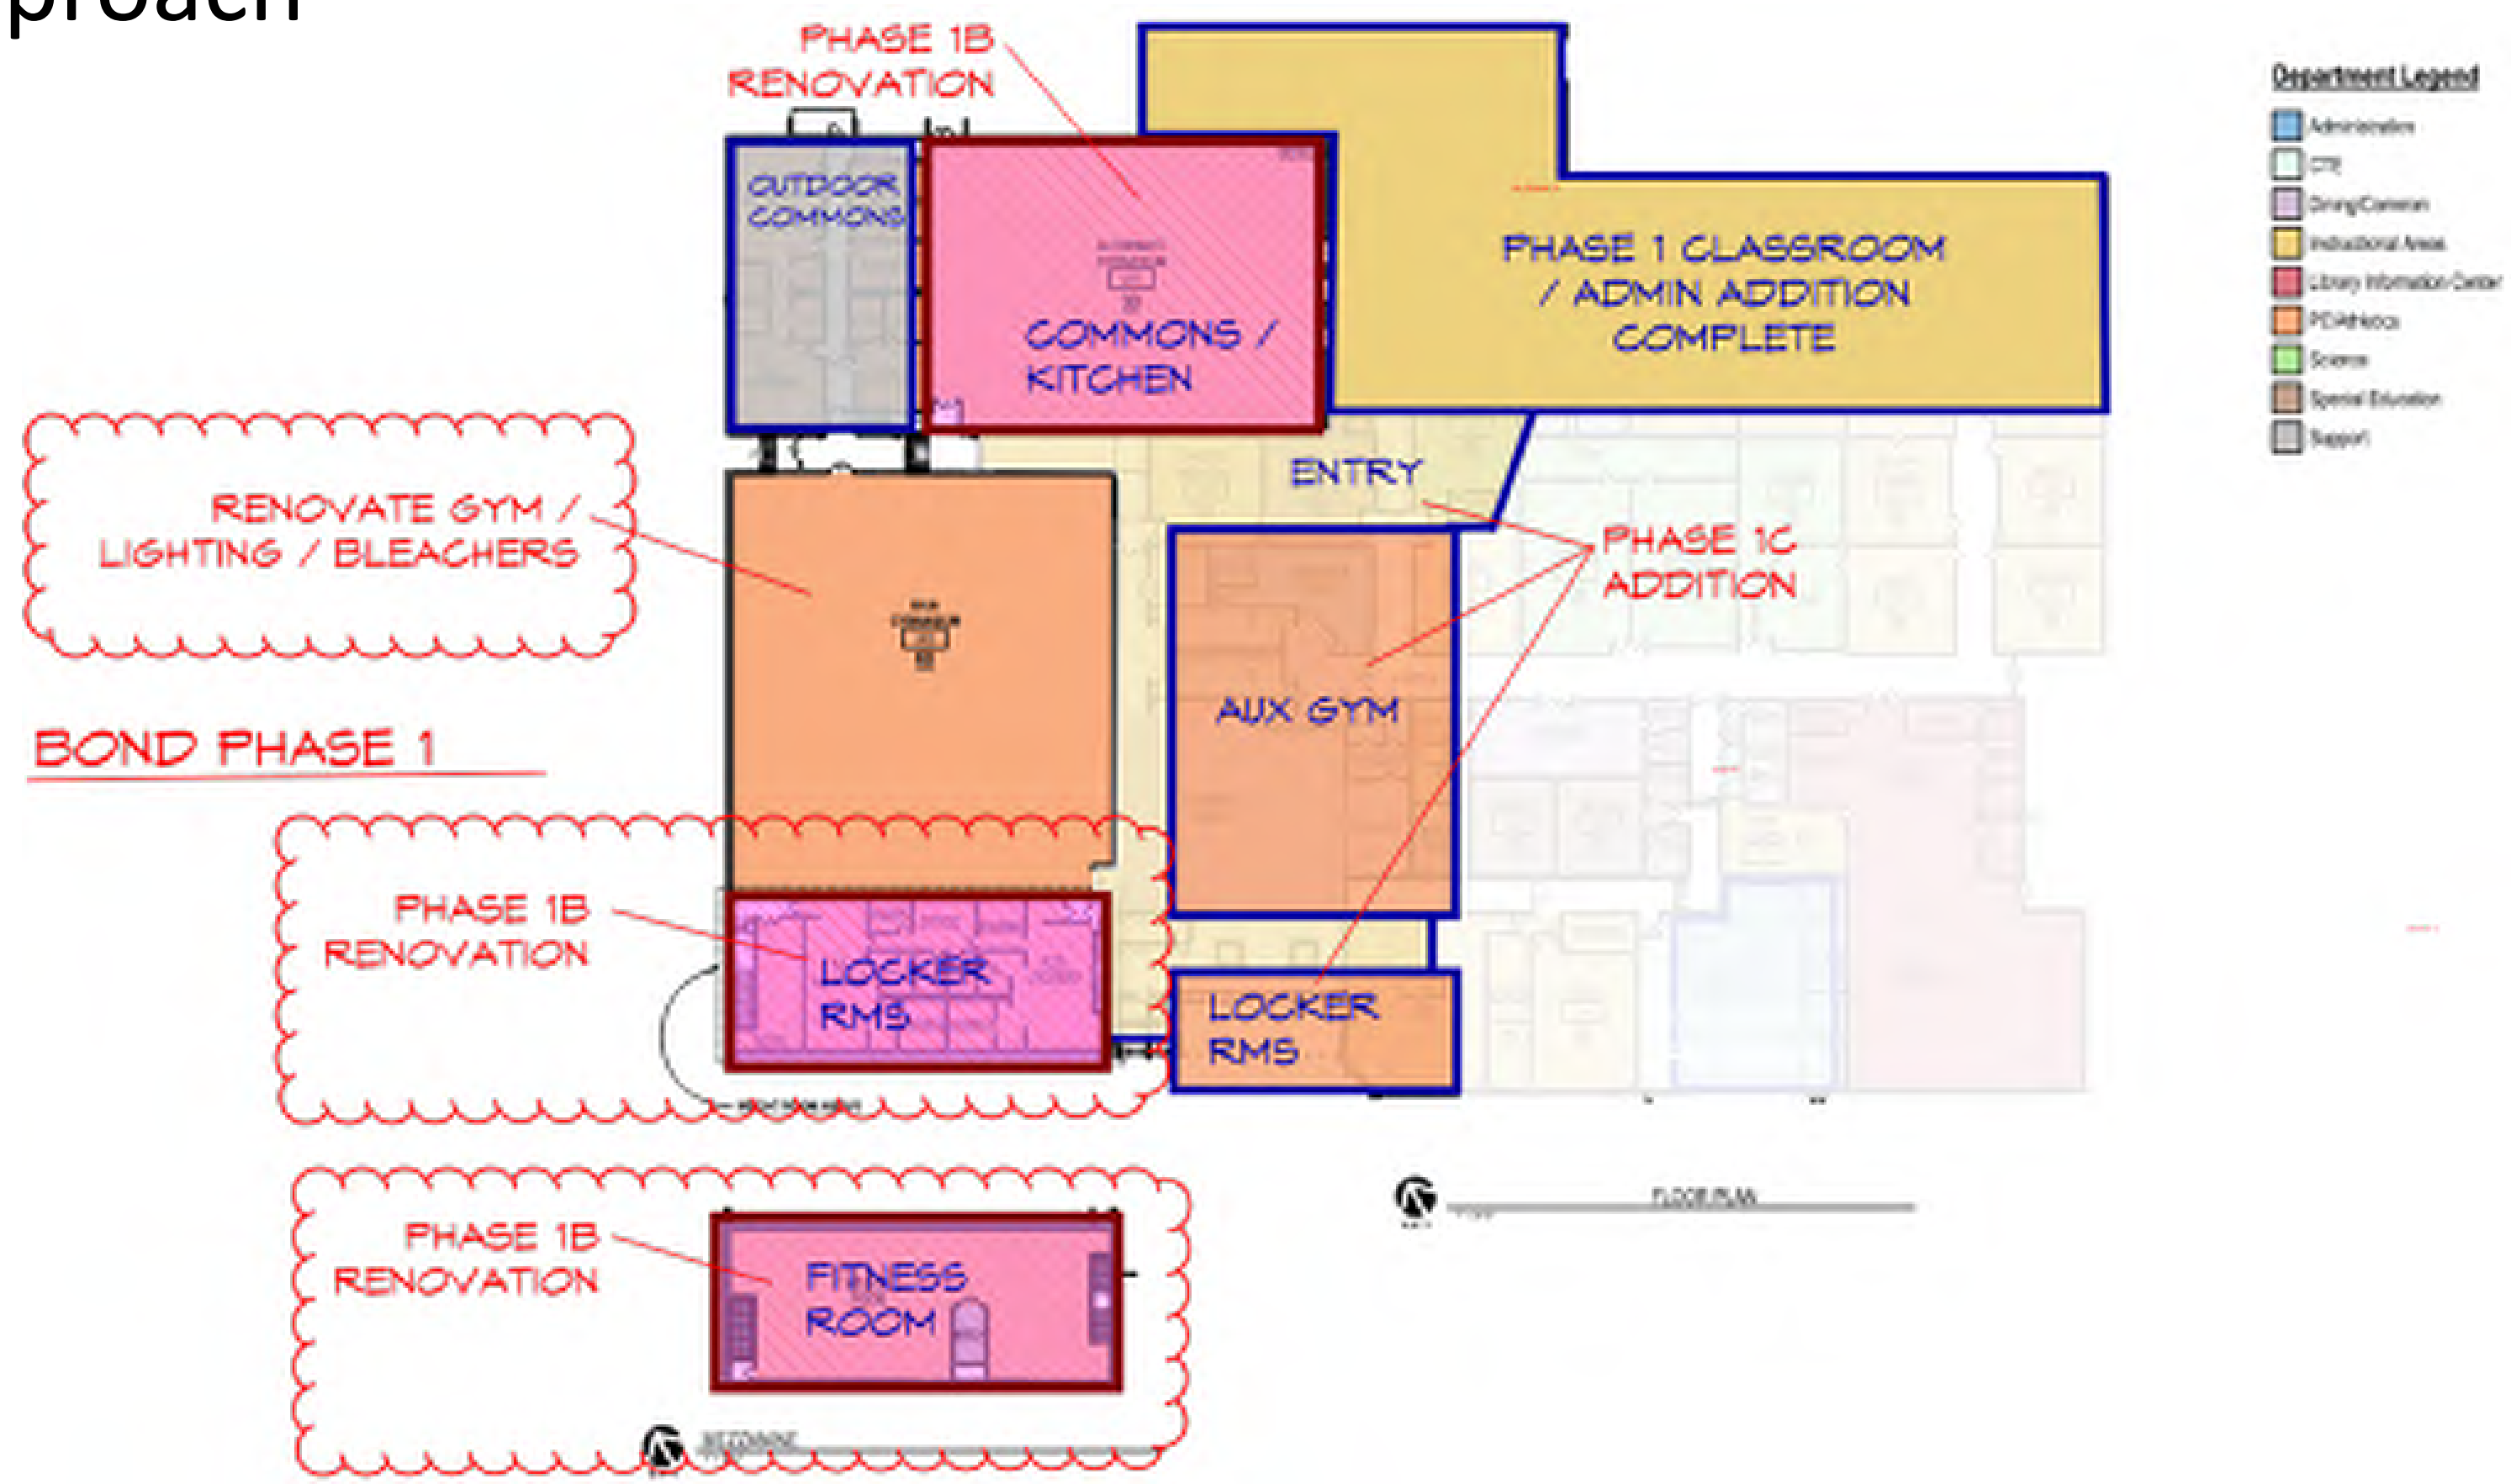 proach
PHASE 1B
RENOVATION
OUTDOOR
COMMONS
COMMONS /
KITCHEN
PHASE 1 CLASSROOM
/ ADMIN ADDITION
COMPLETE
Department Legend
Administration
CTE
Dining/Common
Instructional Areas
Library Information Center
PE/Athletics
Science
Special Education
Support
RENOVATE GYM /
LIGHTING / BLEACHERS
ENTRY
PHASE 1C
ADDITION
AUX GYM
BOND PHASE 1
PHASE 1B
RENOVATION
LOCKER
RMS
LOCKER
RMS
FLOOR PLAN
PHASE 1B
RENOVATION
FITNESS
ROOM
MEZZANINE